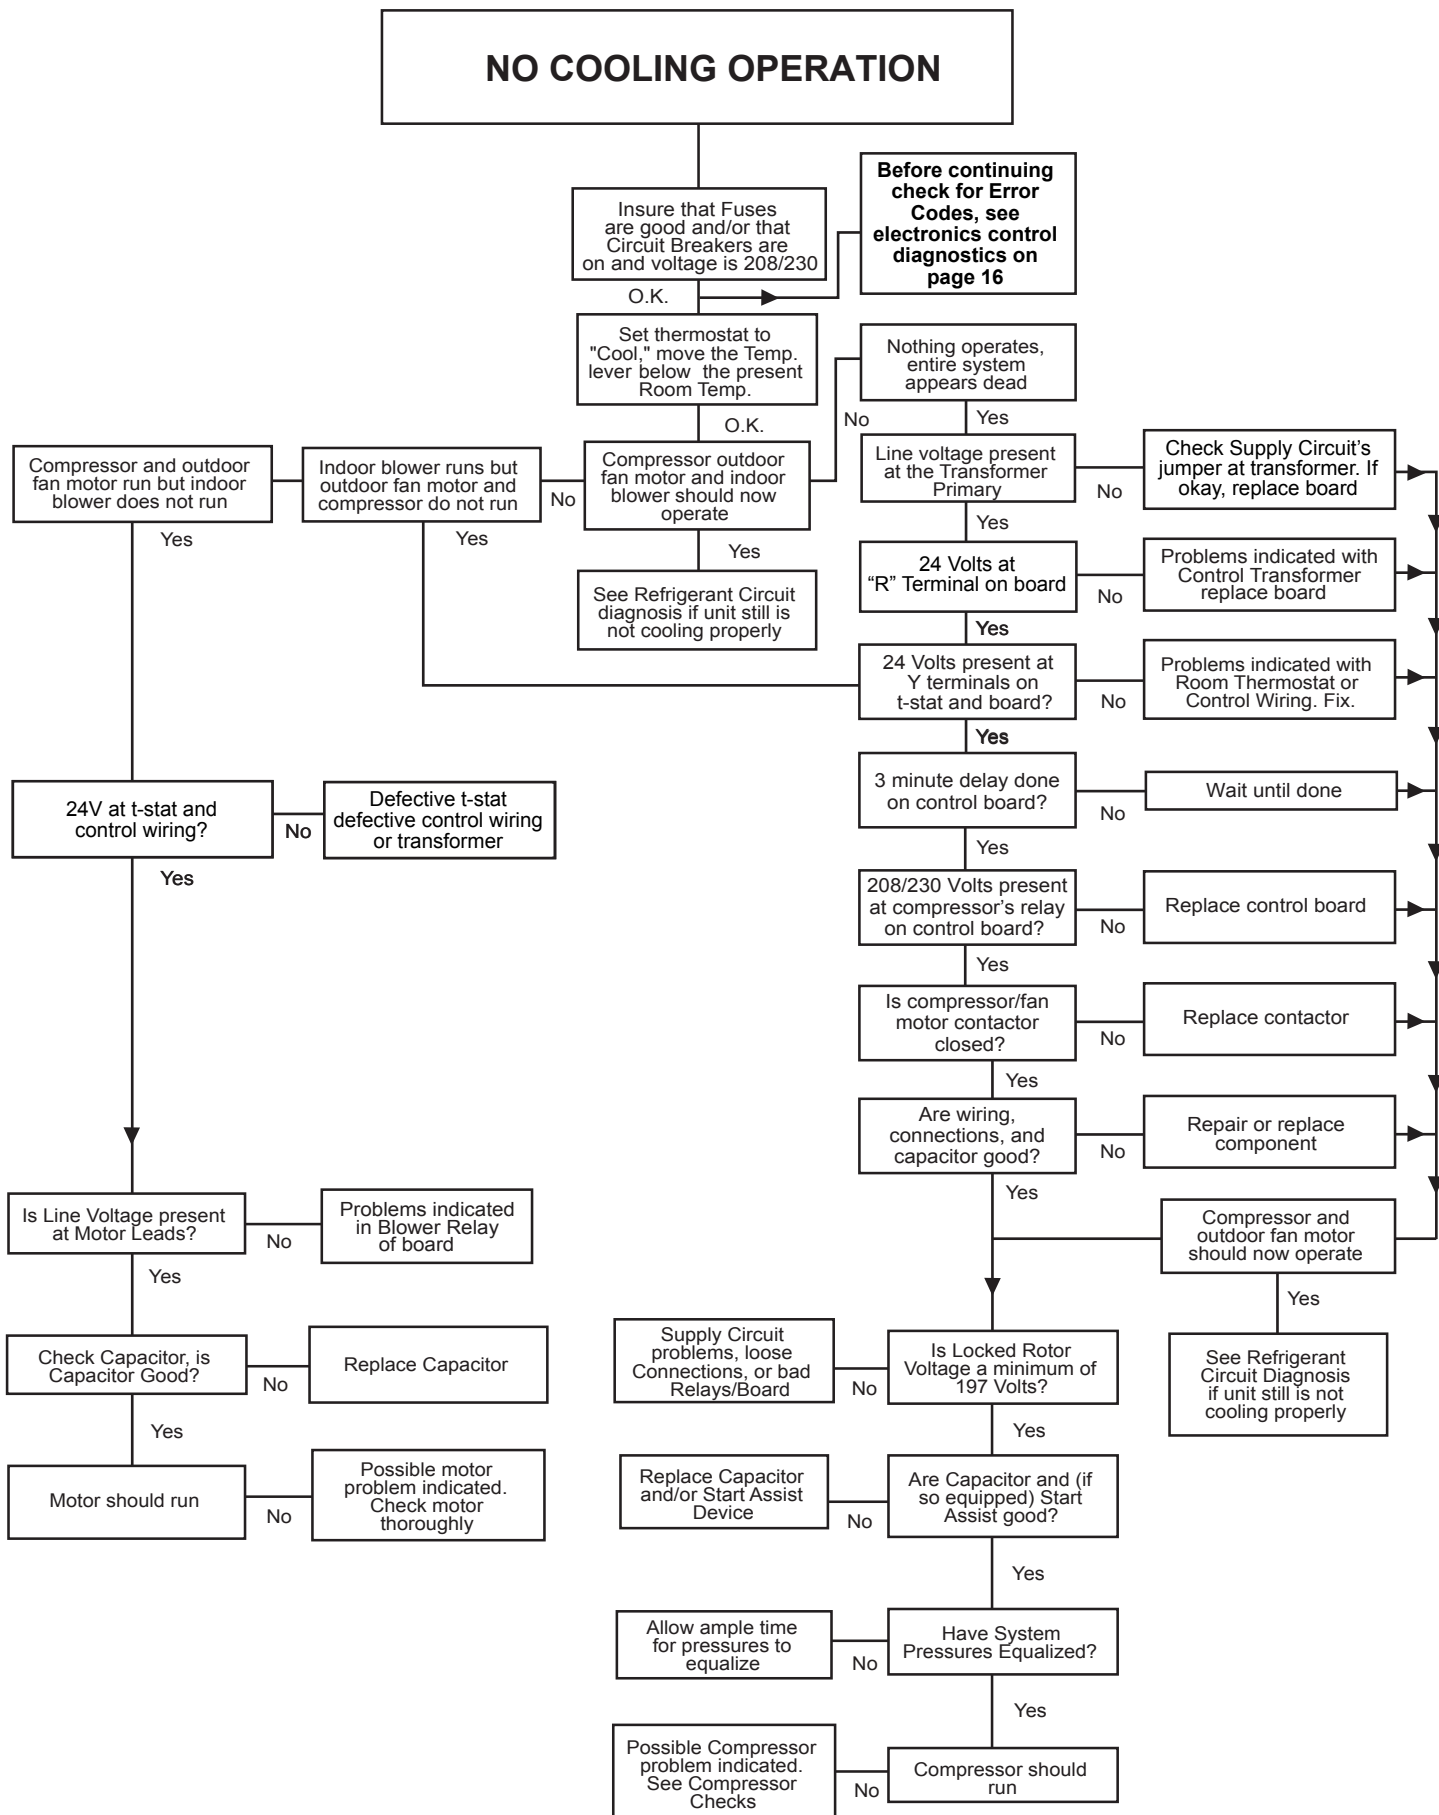 NO COOLING OPERATION
Before continuing
check for Error
Codes, see
electronics control
diagnostics on
page 16
Insure that Fuses
are good and/or that
Circuit Breakers are
on and voltage is 208/230
O.K.
Set thermostat to
"Cool," move the Temp.
lever below the present
Room Temp.
O.K.
No
Nothing operates,
entire system
appears dead
Yes
Compressor and outdoor
fan motor run but indoor
blower does not run
Yes
Indoor blower runs but
outdoor fan motor and
compressor do not run
Yes
No
Compressor outdoor
fan motor and indoor
blower should now
operate
Yes
See Refrigerant Circuit
diagnosis if unit still is
not cooling properly
Line voltage present
at the Transformer
Primary
No
Check Supply Circuit's
jumper at transformer. If
okay, replace board
Yes
24 Volts at
“R” Terminal on board
No
Problems indicated with
Control Transformer
replace board
Yes
24 Volts present at
Y terminals on
t-stat and board?
No
Problems indicated with
Room Thermostat or
Control Wiring. Fix.
Yes
3 minute delay done
on control board?
No
Wait until done
Yes
24V at t-stat and
control wiring?
No
Defective t-stat
defective control wiring
or transformer
Yes
208/230 Volts present
at compressor’s relay
on control board?
No
Replace control board
Yes
Is compressor/fan
motor contactor
closed?
No
Replace contactor
Yes
Are wiring,
connections, and
capacitor good?
No
Repair or replace
component
Yes
Is Line Voltage present
at Motor Leads?
No
Problems indicated
in Blower Relay
of board
Yes
Compressor and
outdoor fan motor
should now operate
Yes
See Refrigerant
Circuit Diagnosis
if unit still is not
cooling properly
Check Capacitor, is
Capacitor Good?
No
Replace Capacitor
Yes
Motor should run
No
Possible motor
problem indicated.
Check motor
thoroughly
Supply Circuit
problems, loose
Connections, or bad
Relays/Board
No
Is Locked Rotor
Voltage a minimum of
197 Volts?
Yes
Replace Capacitor
and/or Start Assist
Device
No
Are Capacitor and (if
so equipped) Start
Assist good?
Yes
Allow ample time
for pressures to
equalize
No
Have System
Pressures Equalized?
Yes
Possible Compressor
problem indicated.
See Compressor
Checks
No
Compressor should
run